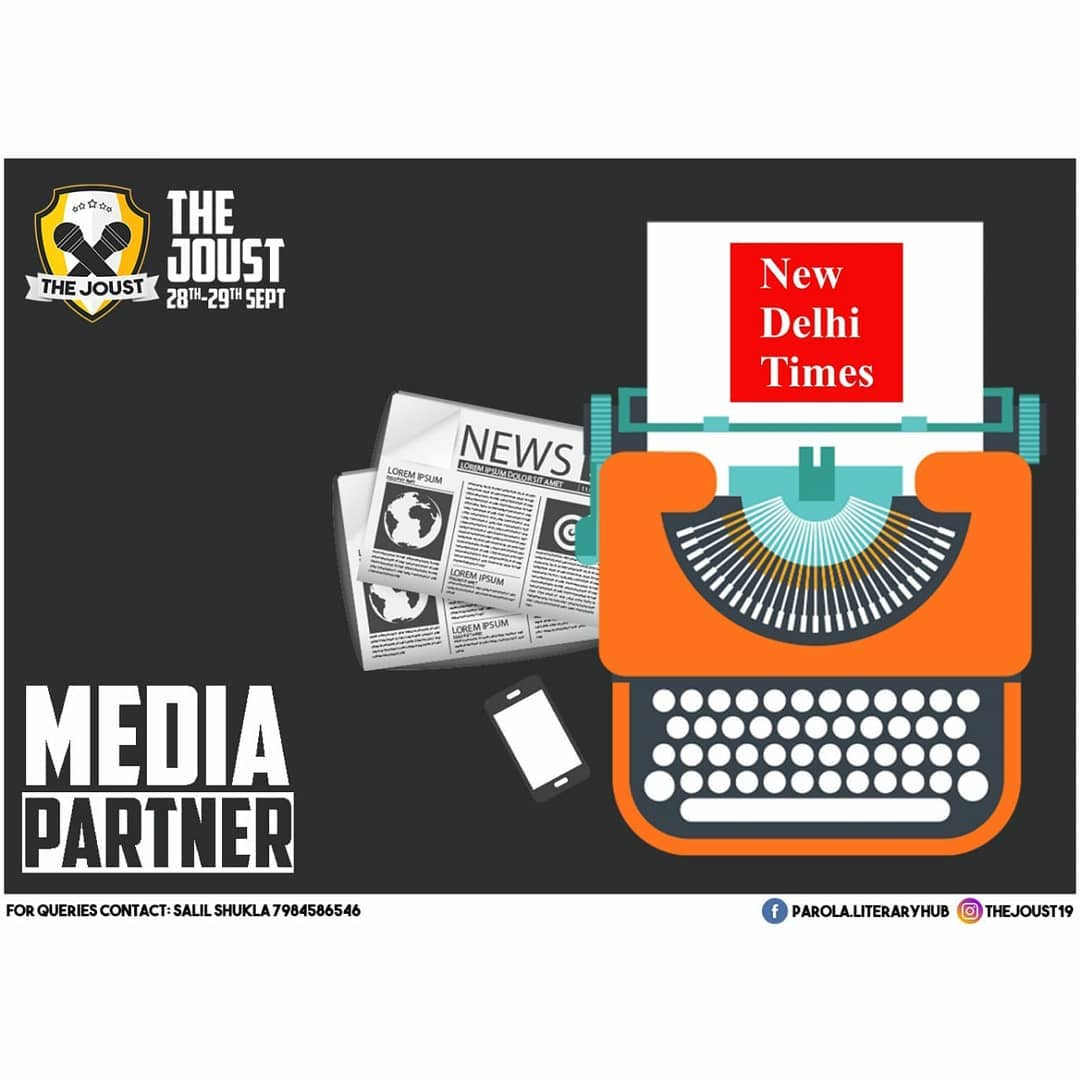 THE JOUST
THE
JOUST
28TH-29TH SEPT
New
Delhi
Times
NEWS
LOREM IPSUM DOLOR SIT AMET
LOREM IPSUM
LOREM IPSUM
LOREM IPSUM
MEDIA
PARTNER
FOR QUERIES CONTACT: SALIL SHUKLA 7984586546
PAROLA.LITERARYHUB
THEJOUST19